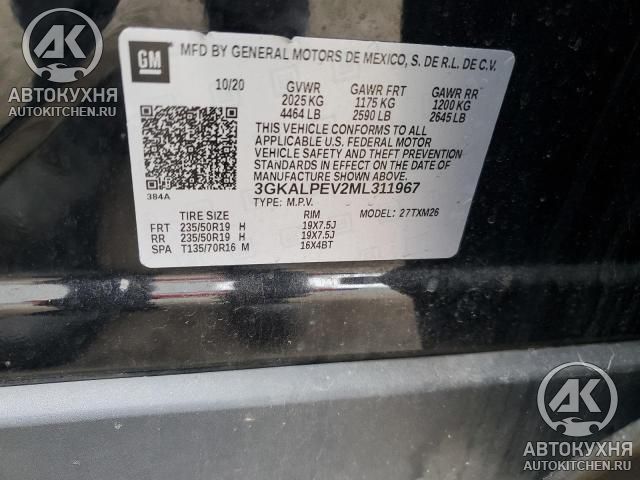 GM MFD BY GENERAL MOTORS DE MEXICO, S. DE R.L. DE C.V.
10/20 GVWR GAWR FRT GAWR RR
2025 KG 1175 KG 1200 KG
4464 LB 2590 LB 2645 LB
THIS VEHICLE CONFORMS TO ALL
APPLICABLE U.S. FEDERAL MOTOR
VEHICLE SAFETY AND THEFT PREVENTION
STANDARDS IN EFFECT ON THE DATE OF
MANUFACTURE SHOWN ABOVE.
384A
3GKALPEV2ML311967
TYPE: M.P.V. MODEL: 27TXM26
TIRE SIZE RIM
FRT 235/50R19 H 19X7.5J
RR 235/50R19 H 19X7.5J
SPA T135/70R16 M 16X4BT
АК
АВТОКУХНЯ
AUTOKITCHEN.RU
АК
АВТОКУХНЯ
AUTOKITCHEN.RU